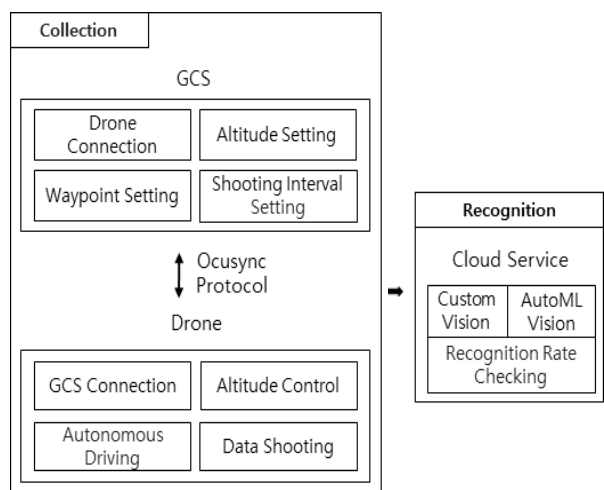 Collection
GCS
Drone
Connection
Altitude Setting
Waypoint Setting
Shooting Interval
Setting
Ocusync
Protocol
Drone
GCS Connection
Altitude Control
Autonomous
Driving
Data Shooting
Recognition
Cloud Service
Custom
Vision
AutoML
Vision
Recognition Rate
Checking